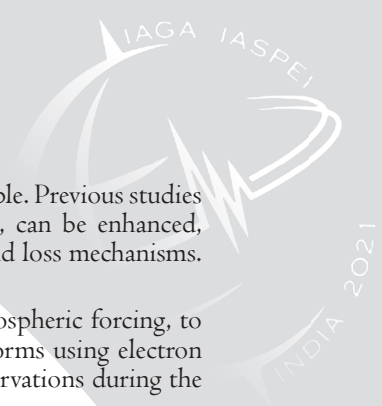 IAGA IASPEI
INDIA 2021
ble. Previous studies
, can be enhanced,
d loss mechanisms.
ospheric forcing, to
orms using electron
rvations during the